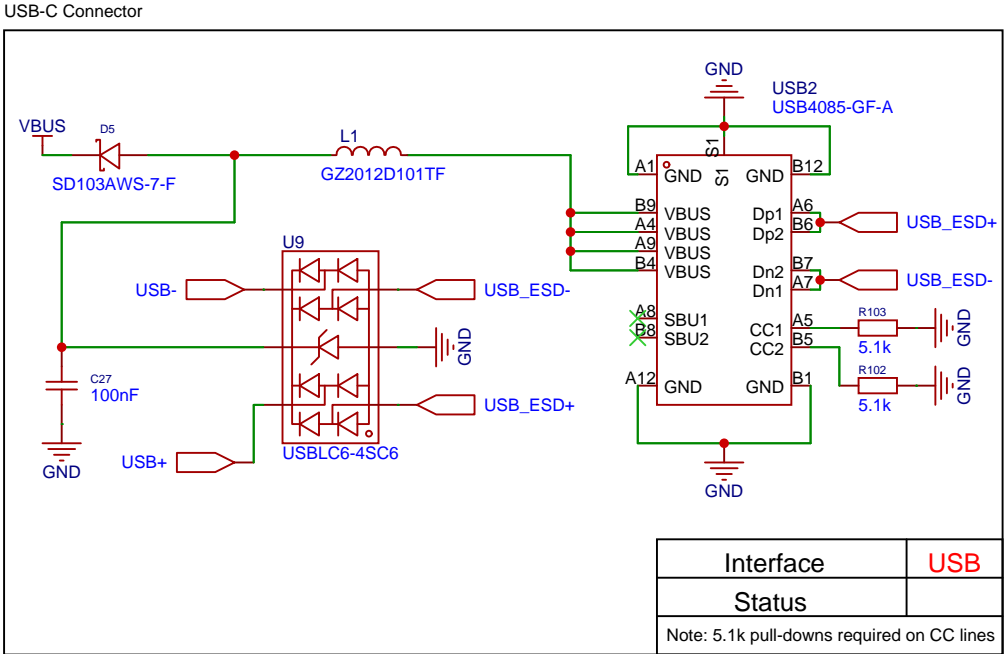 USB-C Connector
GND
USB2
USB4085-GF-A
VBUS
D5
SD103AWS-7-F
L1
GZ2012D101TF
S1
S1
A1
GND
GND
B12
B9
VBUS
A4
VBUS
A9
VBUS
B4
VBUS
Dp1
A6
Dp2
B6
USB_ESD+
Dn2
B7
Dn1
A7
USB_ESD-
A8
SBU1
B8
SBU2
CC1
A5
CC2
B5
R103
5.1k
GND
R102
5.1k
GND
A12
GND
GND
B1
GND
U9
USB-
USB_ESD-
GND
USB_ESD+
USB+
USBLC6-4SC6
C27
100nF
GND
Interface
USB
Status
Note: 5.1k pull-downs required on CC lines